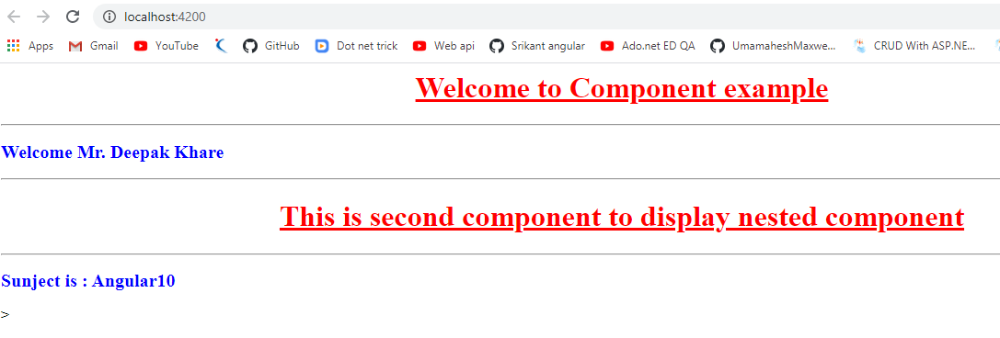 localhost:4200
Apps Gmail YouTube GitHub Dot net trick Web api Srikant angular Ado.net ED QA UmamaheshMaxwe... CRUD With ASP.NE...
Welcome to Component example
Welcome Mr. Deepak Khare
This is second component to display nested component
Sunject is : Angular10
>